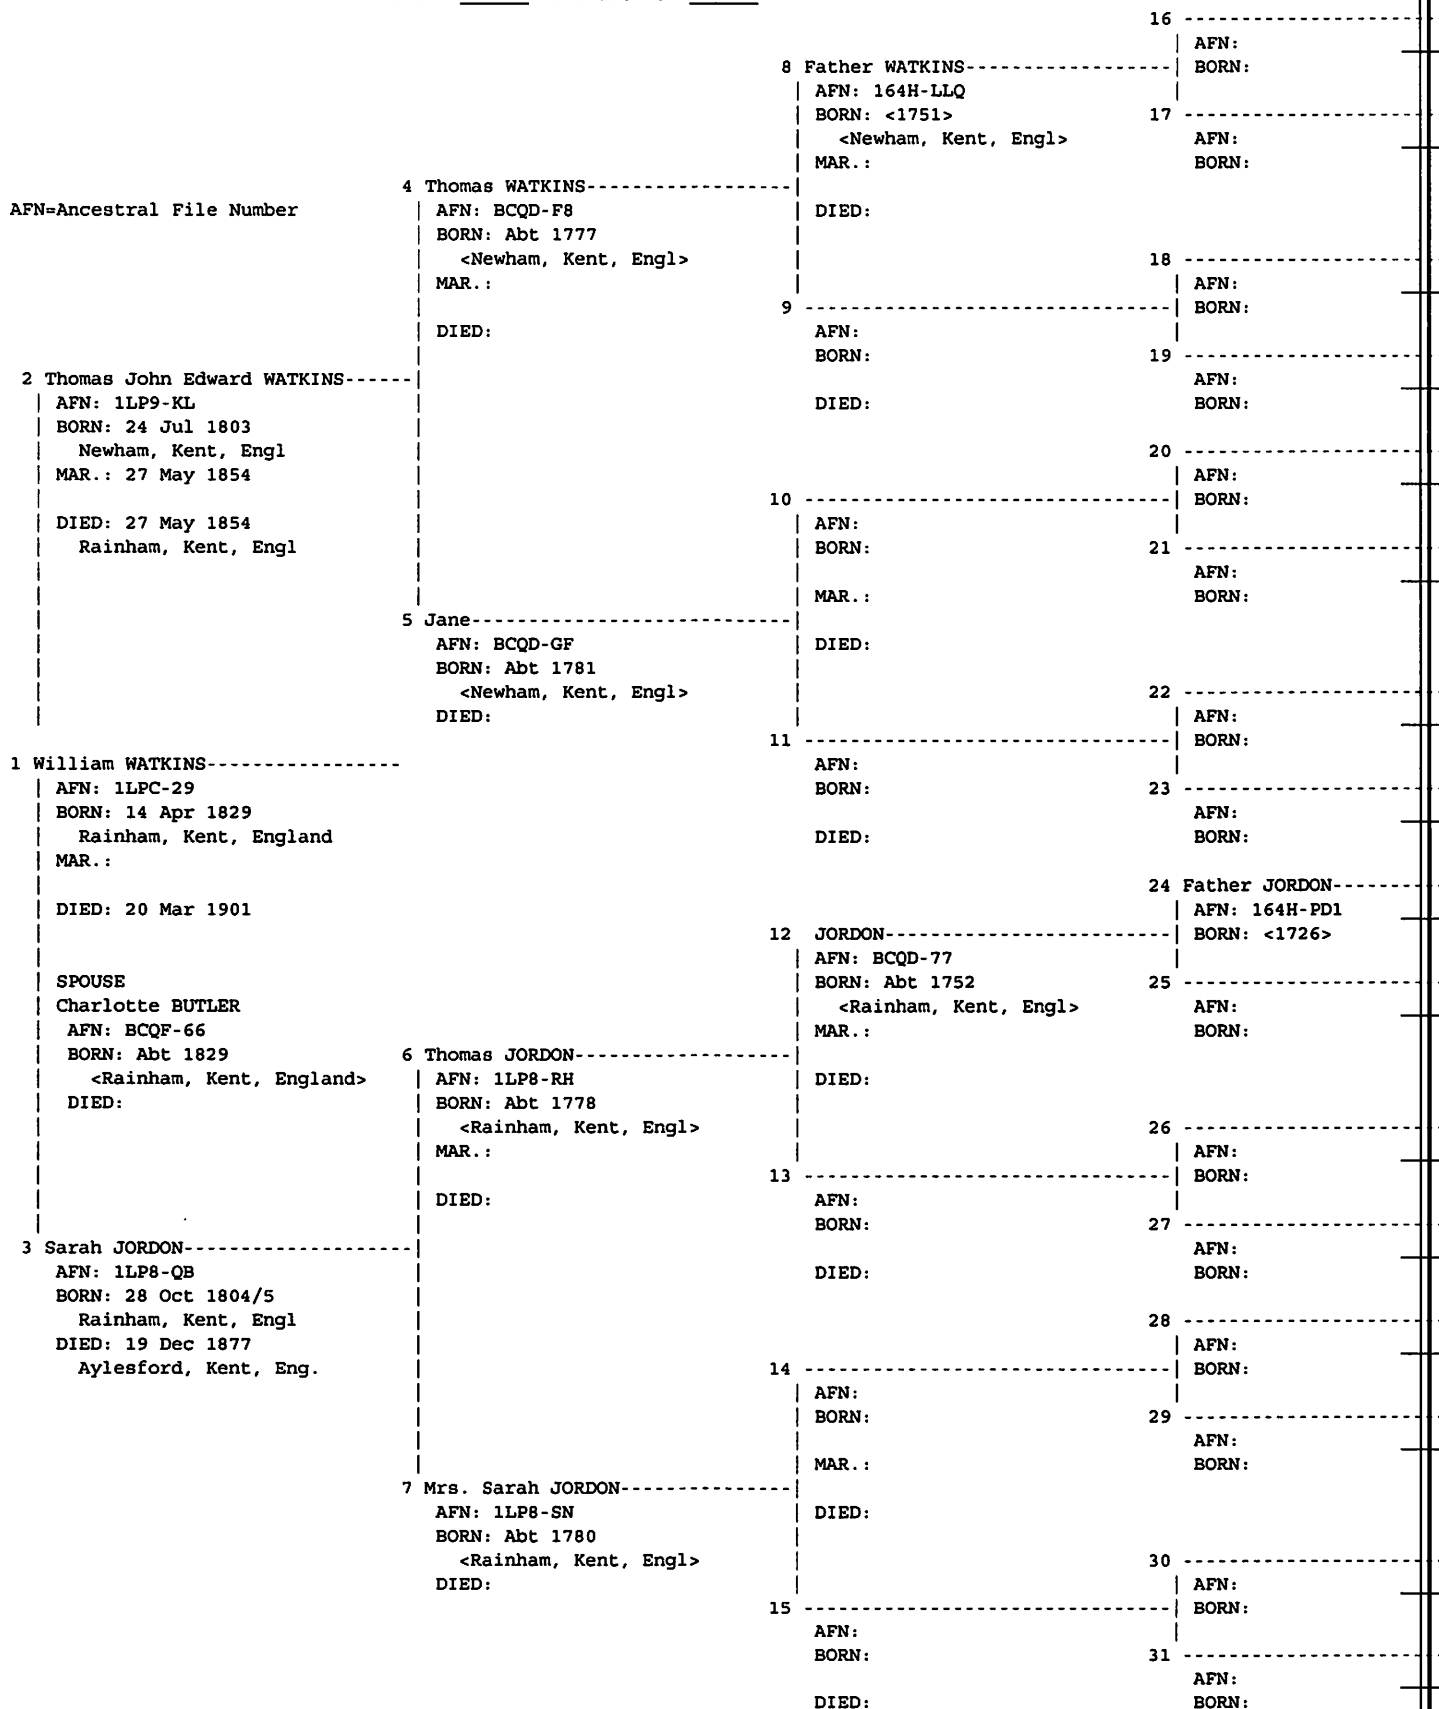 AFN=Ancestral File Number
1 William WATKINS----------------
AFN: 1LPC-29
BORN: 14 Apr 1829
Rainham, Kent, England
MAR.:
DIED: 20 Mar 1901
SPOUSE
Charlotte BUTLER
AFN: BCQF-66
BORN: Abt 1829
<Rainham, Kent, England>
DIED:
2 Thomas John Edward WATKINS------
AFN: 1LP9-KL
BORN: 24 Jul 1803
Newham, Kent, Engl
MAR.: 27 May 1854
DIED: 27 May 1854
Rainham, Kent, Engl
3 Sarah JORDON-------------------
AFN: 1LP8-QB
BORN: 28 Oct 1804/5
Rainham, Kent, Engl
DIED: 19 Dec 1877
Aylesford, Kent, Eng.
4 Thomas WATKINS-----------------
AFN: BCQD-F8
BORN: Abt 1777
<Newham, Kent, Engl>
MAR.:
DIED:
5 Jane---------------------------
AFN: BCQD-GF
BORN: Abt 1781
<Newham, Kent, Engl>
DIED:
6 Thomas JORDON------------------
AFN: 1LP8-RH
BORN: Abt 1778
<Rainham, Kent, Engl>
MAR.:
DIED:
7 Mrs. Sarah JORDON--------------
AFN: 1LP8-SN
BORN: Abt 1780
<Rainham, Kent, Engl>
DIED:
8 Father WATKINS-----------------
AFN: 164H-LLQ
BORN: <1751>
<Newham, Kent, Engl>
MAR.:
DIED:
9 -------------------------------
AFN:
BORN:
DIED:
10 -------------------------------
AFN:
BORN:
MAR.:
DIED:
11 -------------------------------
AFN:
BORN:
DIED:
12 JORDON------------------------
AFN: BCQD-77
BORN: Abt 1752
<Rainham, Kent, Engl>
MAR.:
DIED:
13 -------------------------------
AFN:
BORN:
DIED:
14 -------------------------------
AFN:
BORN:
MAR.:
DIED:
15 -------------------------------
AFN:
BORN:
DIED:
16 --------------------
AFN:
BORN:
17 --------------------
AFN:
BORN:
18 --------------------
AFN:
BORN:
19 --------------------
AFN:
BORN:
20 --------------------
AFN:
BORN:
21 --------------------
AFN:
BORN:
22 --------------------
AFN:
BORN:
23 --------------------
AFN:
BORN:
24 Father JORDON-------
AFN: 164H-PD1
BORN: <1726>
25 --------------------
AFN:
BORN:
26 --------------------
AFN:
BORN:
27 --------------------
AFN:
BORN:
28 --------------------
AFN:
BORN:
29 --------------------
AFN:
BORN:
30 --------------------
AFN:
BORN:
31 --------------------
AFN:
BORN: